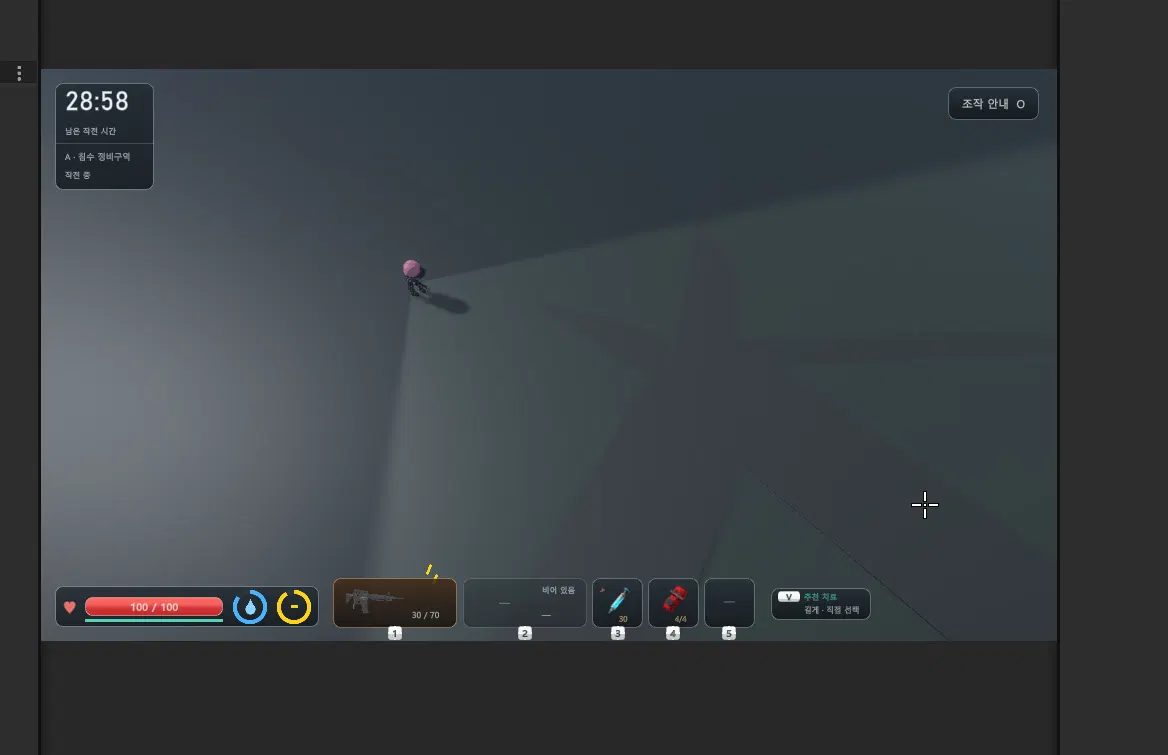 28:58
남은 작전 시간
A · 침수 정비구역
작전 중
조작 안내 O
100 / 100
30 / 70
1
비어 있음
—
—
2
30
3
4/4
4
—
5
V 추천 치료
길게 · 직접 선택